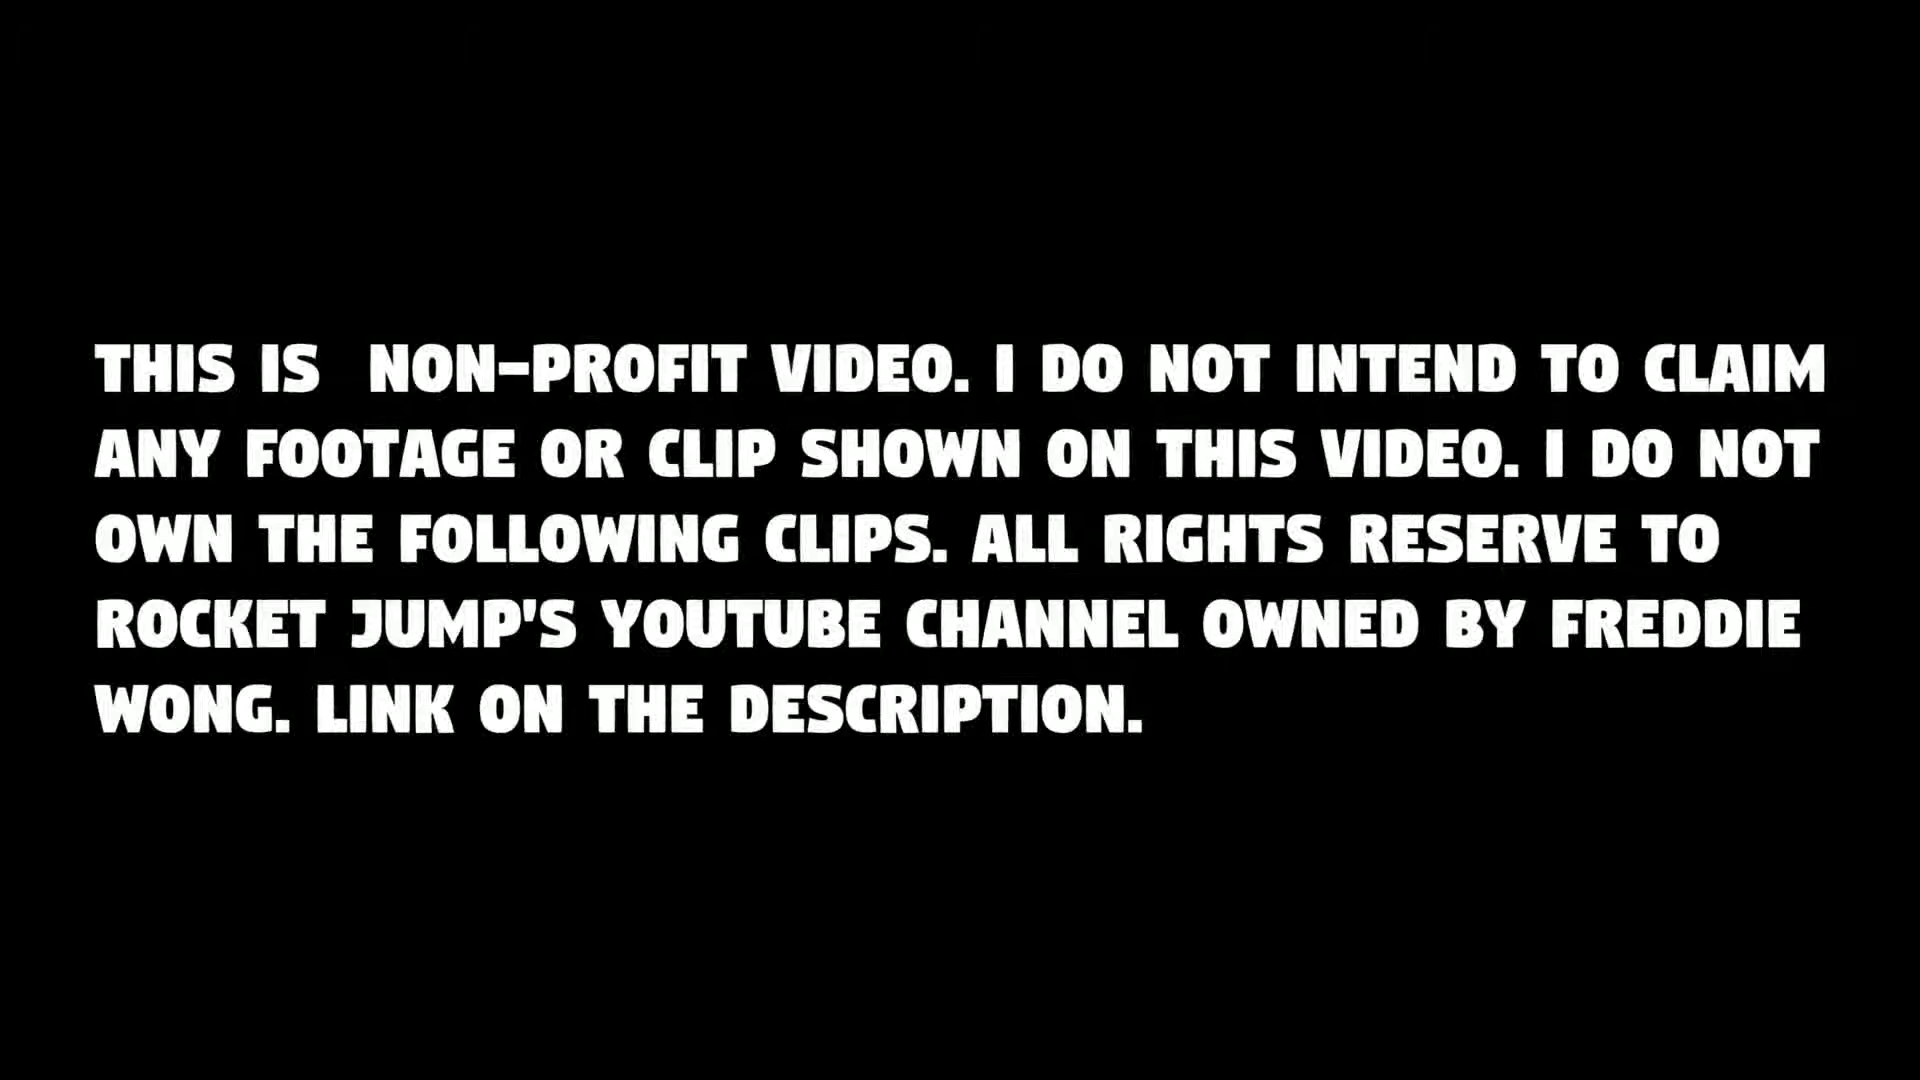 THIS IS  NON-PROFIT VIDEO. I DO NOT INTEND TO CLAIM
ANY FOOTAGE OR CLIP SHOWN ON THIS VIDEO. I DO NOT
OWN THE FOLLOWING CLIPS. ALL RIGHTS RESERVE TO
ROCKET JUMP'S YOUTUBE CHANNEL OWNED BY FREDDIE
WONG. LINK ON THE DESCRIPTION.